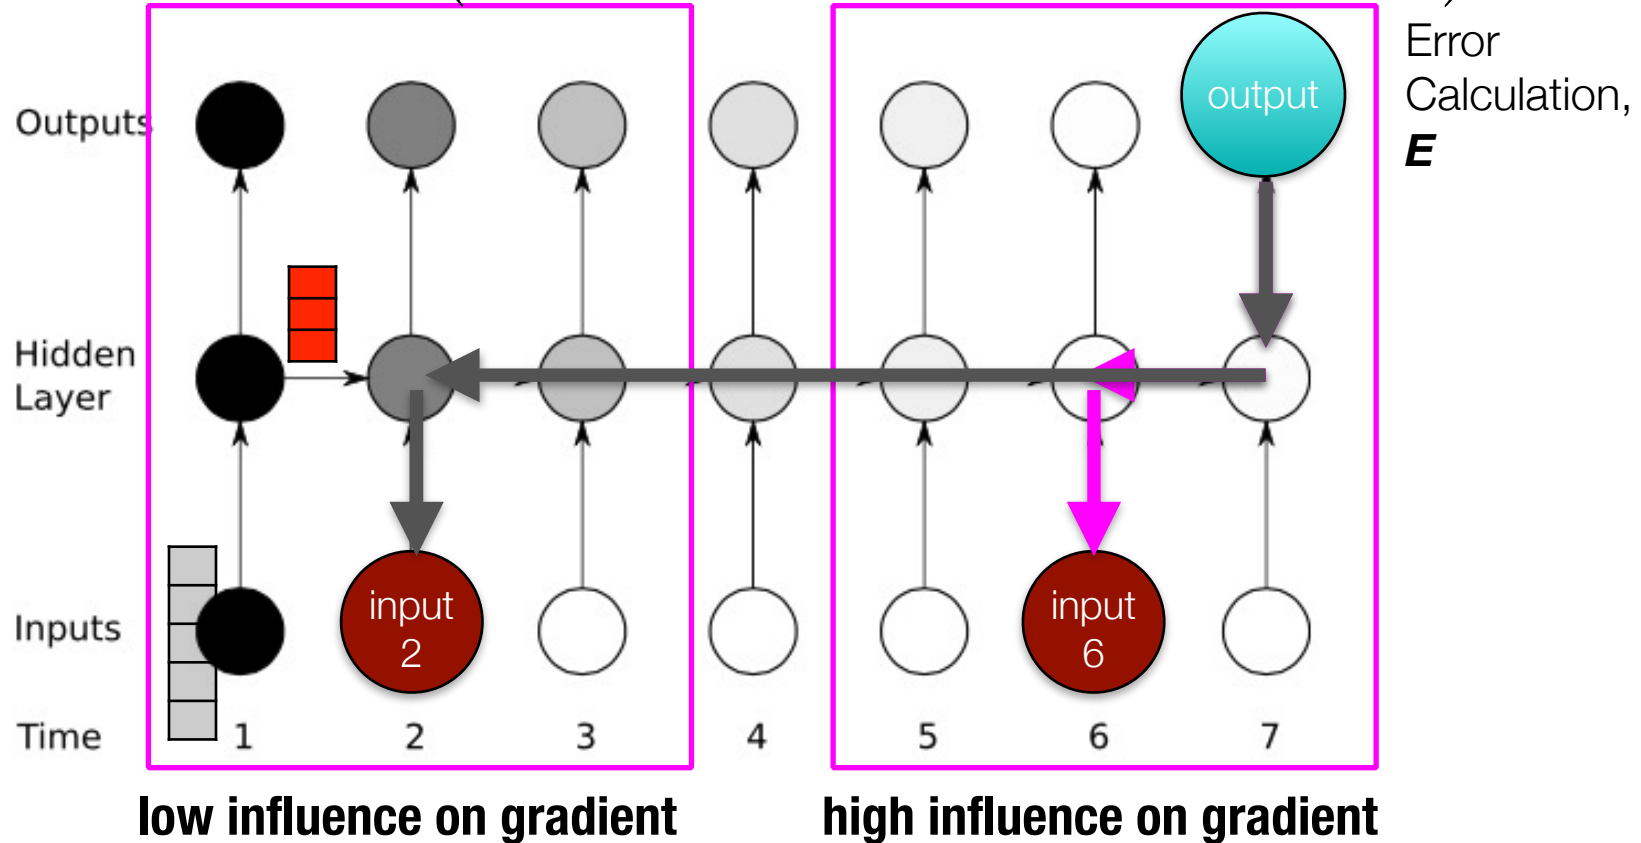 Error
Calculation,
E
Outputs
output
Hidden
Layer
Inputs
input
2
input
6
Time 1 2 3 4 5 6 7
low influence on gradient
high influence on gradient